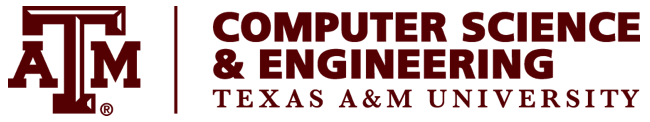 ATM®
COMPUTER SCIENCE
& ENGINEERING
TEXAS A&M UNIVERSITY